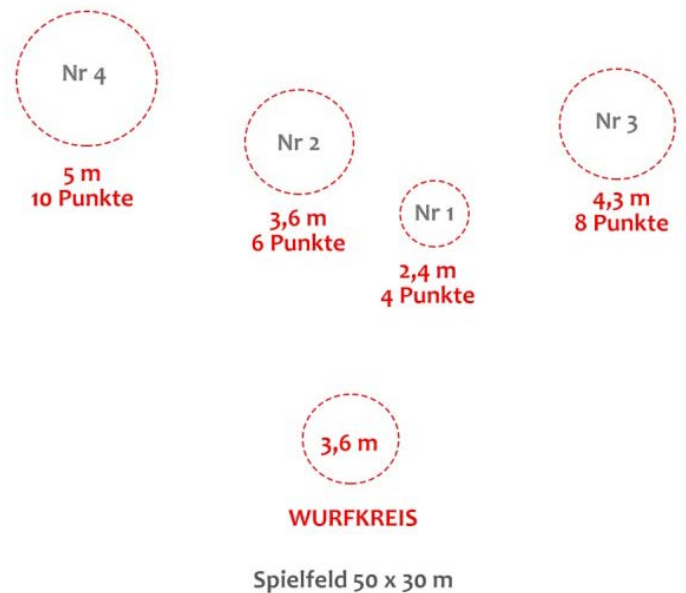 Nr 4
5 m
10 Punkte
Nr 2
3,6 m
6 Punkte
Nr 1
2,4 m
4 Punkte
Nr 3
4,3 m
8 Punkte
3,6 m
WURFKREIS
Spielfeld 50 x 30 m